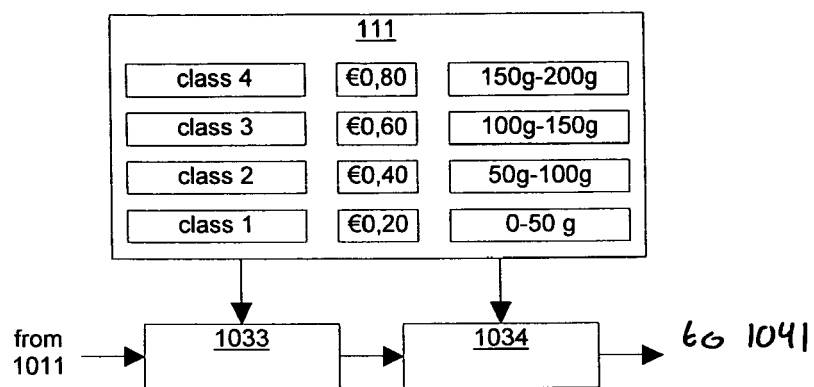 111
class 4 €0,80 150g-200g
class 3 €0,60 100g-150g
class 2 €0,40 50g-100g
class 1 €0,20 0-50 g
from
1011
1033
1034
to 1041